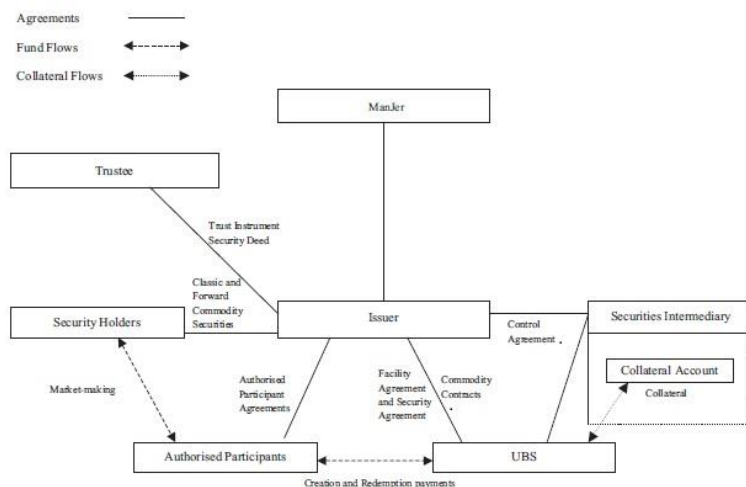 Agreements
Fund Flows
Collateral Flows
ManJer
Trustee
Trust Instrument
Security Deed
Classic and
Forward
Commodity
Securities
Security Holders
Issuer
Securities Intermediary
Control
Agreement .
Collateral Account
Collateral
Market-making
Authorised
Participant
Agreements
Facility
Agreement
and Security
Agreement
Commodity
Contracts
.
Authorised Participants
UBS
Creation and Redemption payments